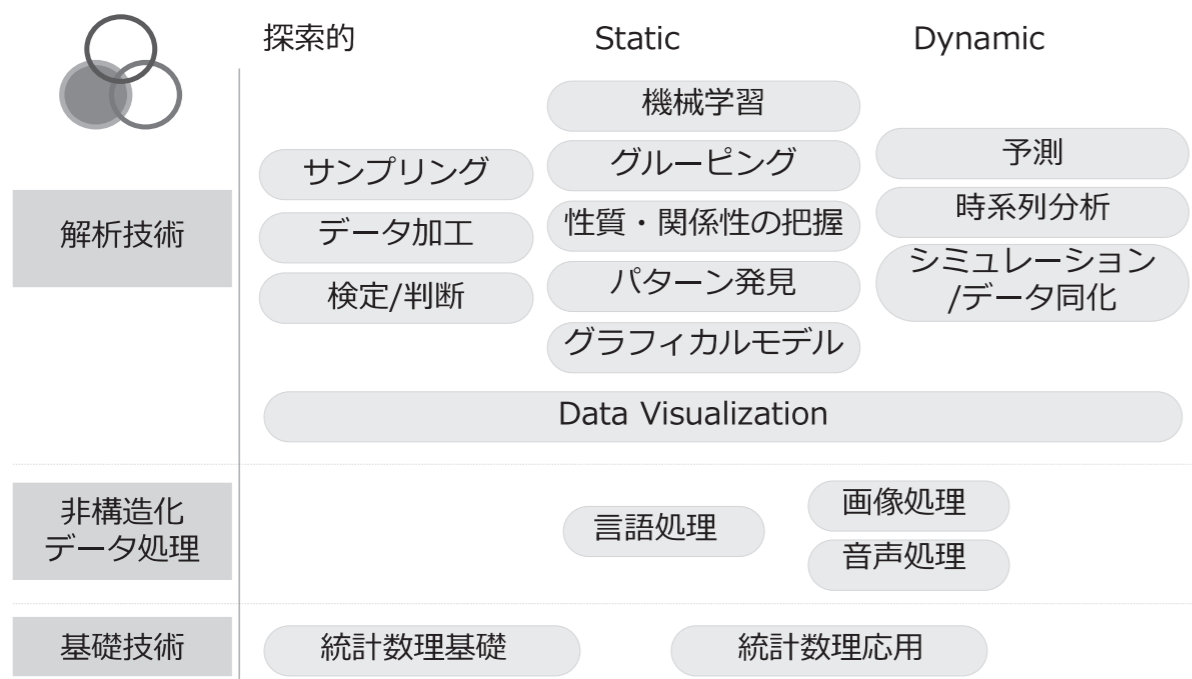 探索的
Static
Dynamic
解析技術
サンプリング
データ加工
検定/判断
機械学習
グルーピング
性質・関係性の把握
パターン発見
グラフィカルモデル
予測
時系列分析
シミュレーション
/データ同化
Data Visualization
非構造化
データ処理
言語処理
画像処理
音声処理
基礎技術
統計数理基礎
統計数理応用